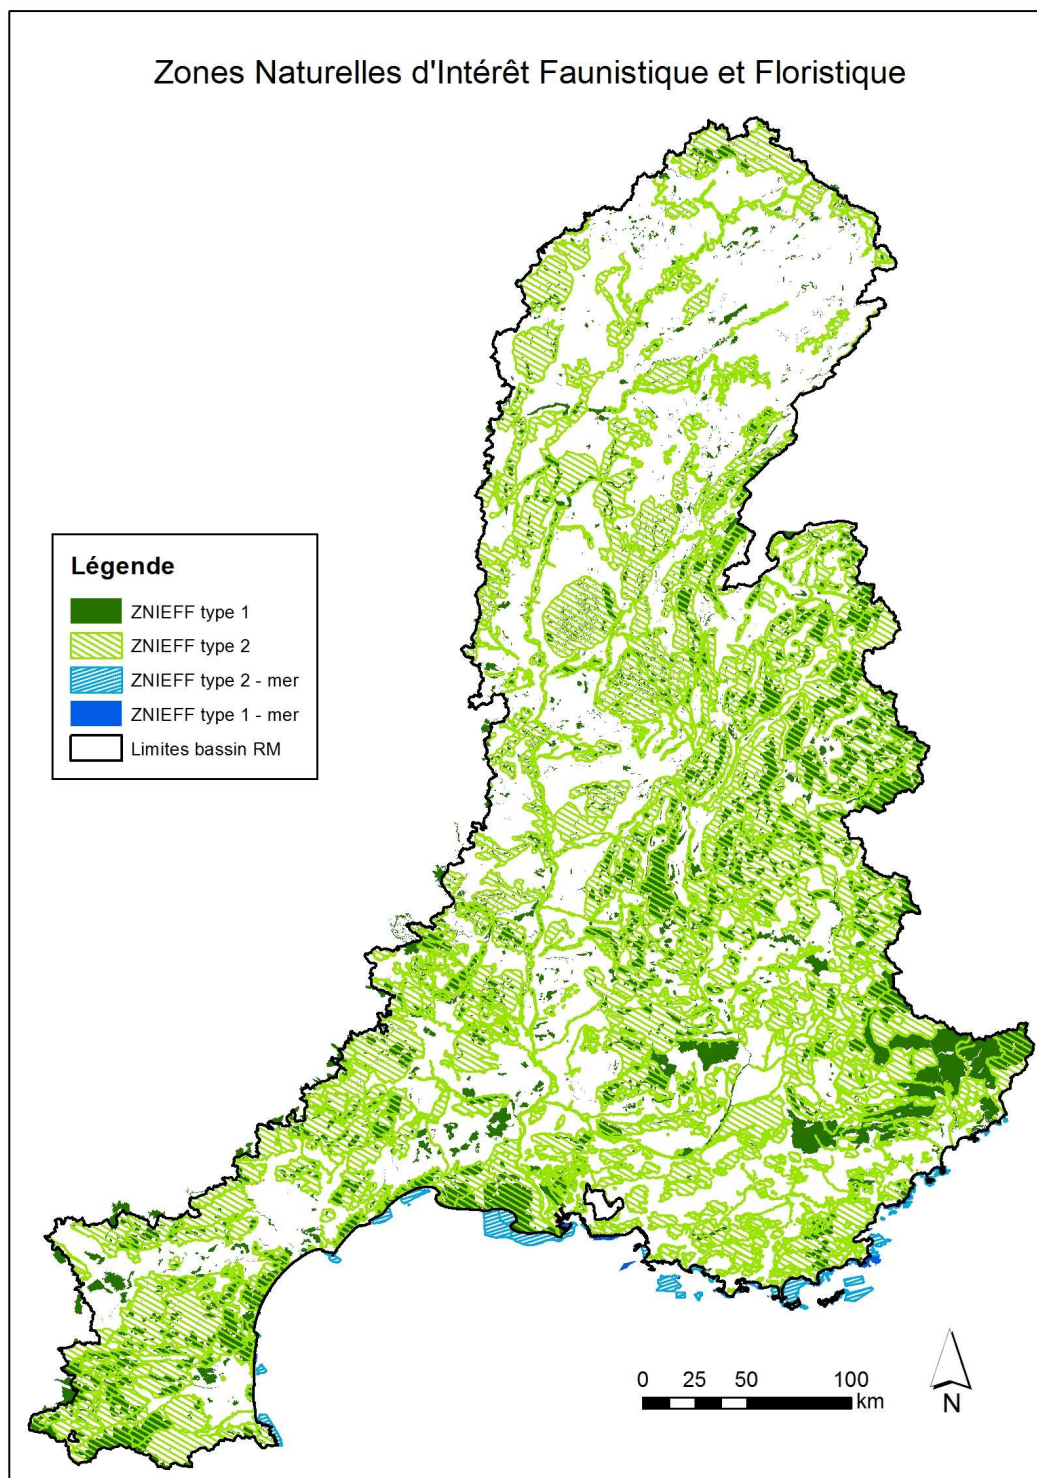 Zones Naturelles d'Intérêt Faunistique et Floristique
Légende
ZNIEFF type 1
ZNIEFF type 2
ZNIEFF type 2 - mer
ZNIEFF type 1 - mer
Limites bassin RM
0 25 50 100
km
N